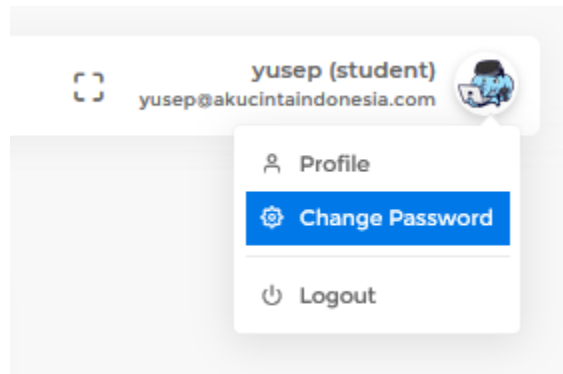 yusep (student)
yusep@akucintaindonesia.com
Profile
Change Password
Logout